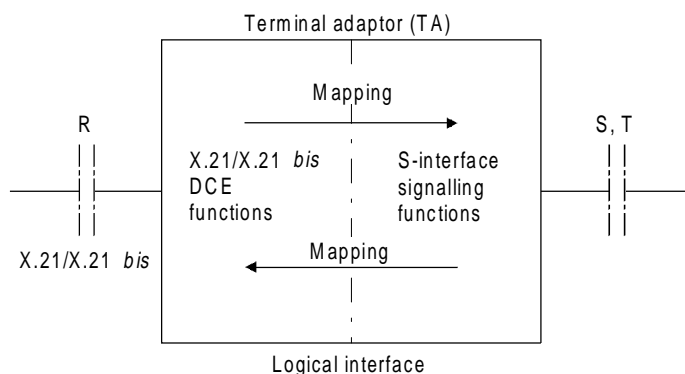 Terminal adaptor (TA)
Mapping
R
S, T
X.21/X.21 bis
DCE
functions
S-interface
signalling
functions
X.21/X.21 bis
Mapping
Logical interface